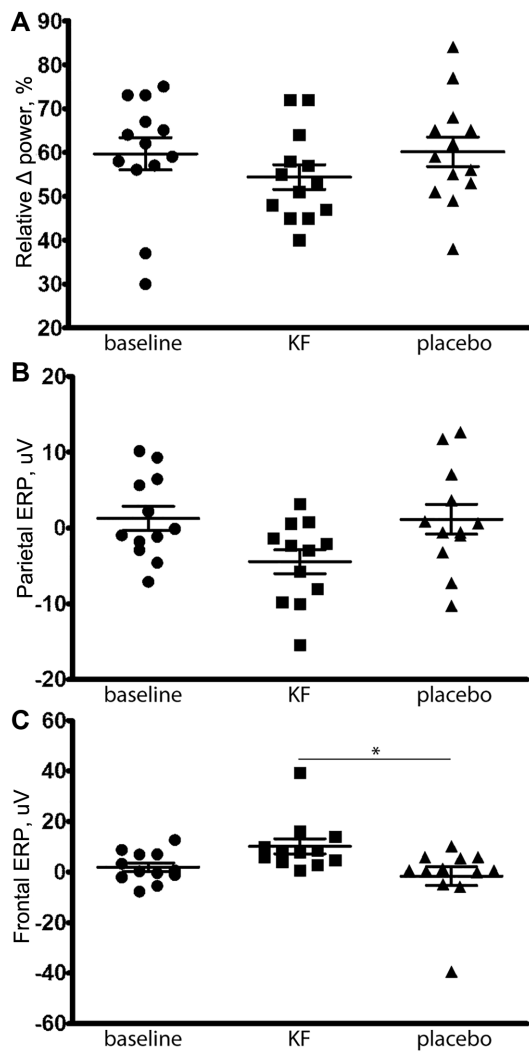 A
Relative Δ power, %
90
80
70
60
50
40
30
20
baseline KF placebo
B
Parietal ERP, uV
20
10
0
-10
-20
baseline KF placebo
C
Frontal ERP, uV
60
40
20
0
-20
-40
-60
*
baseline KF placebo